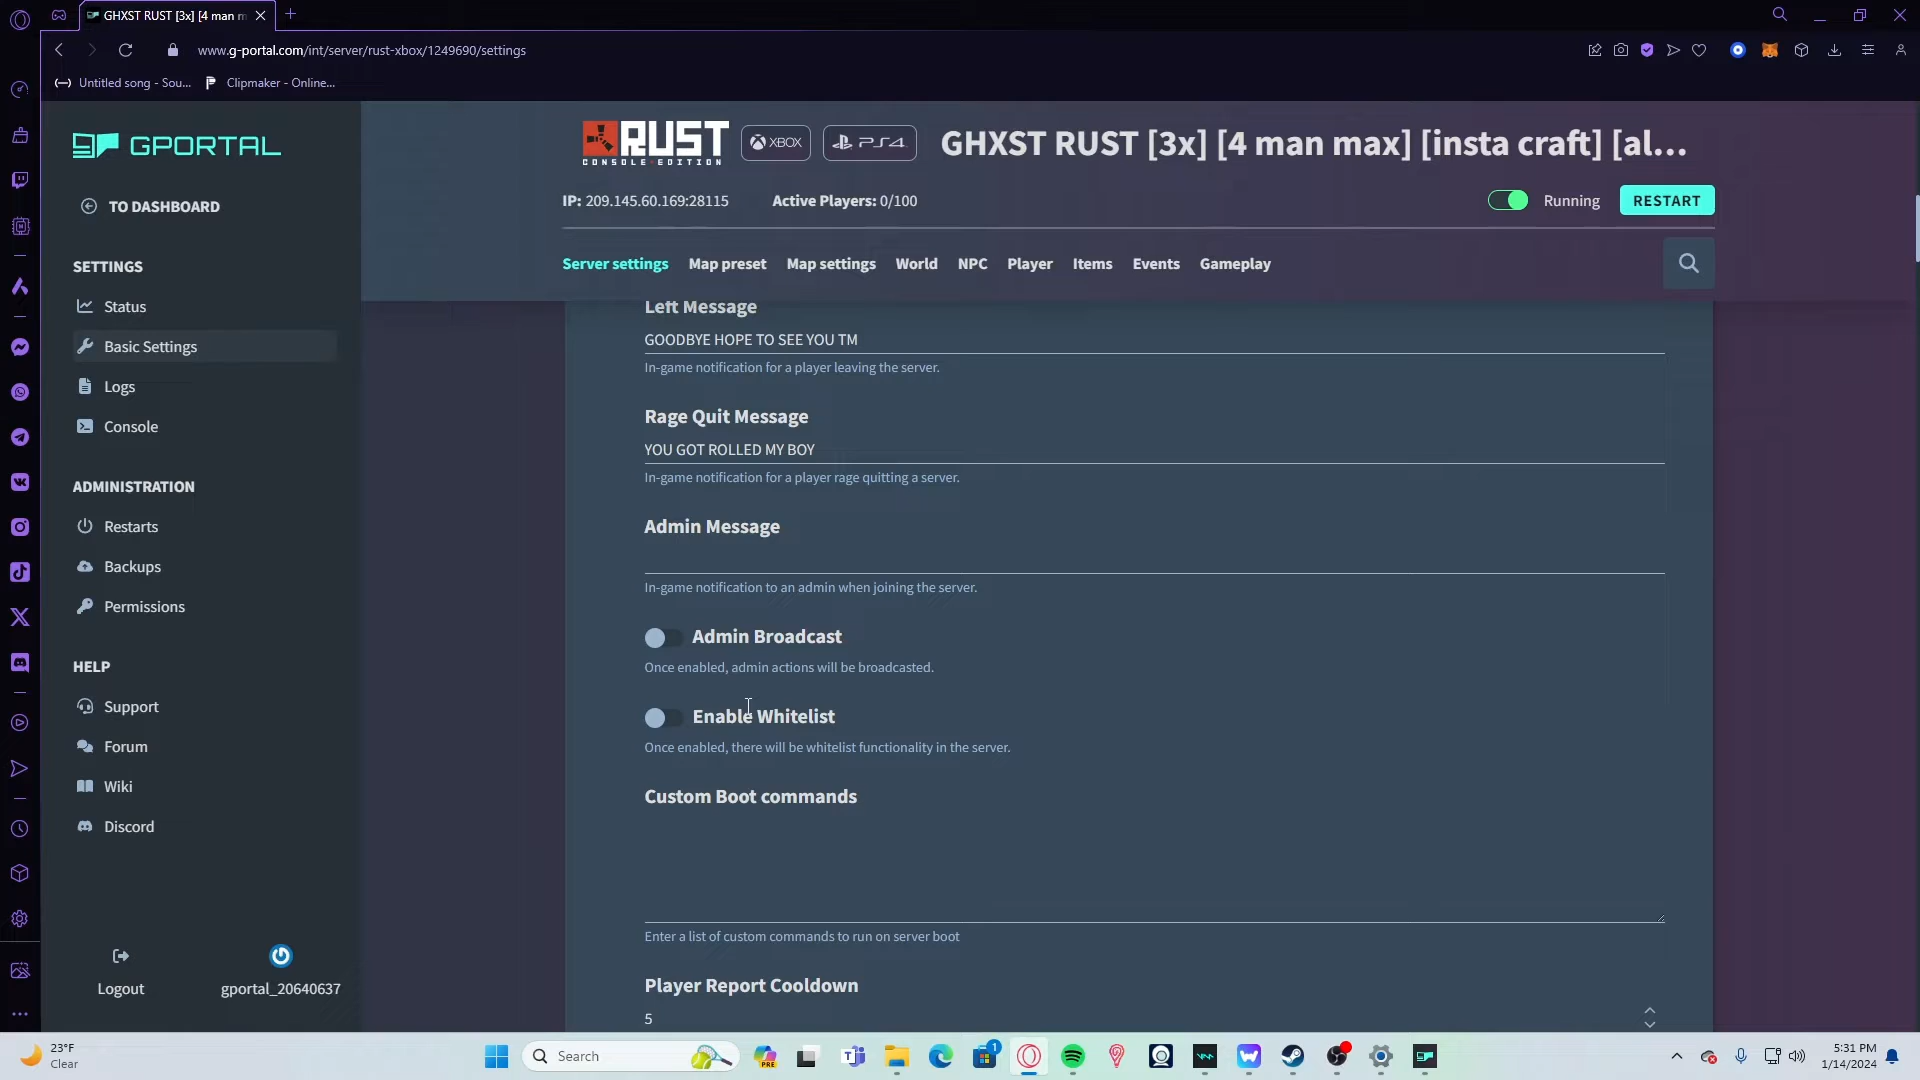 GHXST RUST [3x] [4 man m
www.g-portal.com/int/server/rust-xbox/1249690/settings
Untitled song - Sou...
Clipmaker - Online...
GPORTAL
TO DASHBOARD
SETTINGS
Status
Basic Settings
Logs
Console
ADMINISTRATION
Restarts
Backups
Permissions
HELP
Support
Forum
Wiki
Discord
Logout
gportal_20640637
RUST
CONSOLE EDITION
XBOX
PS4
GHXST RUST [3x] [4 man max] [insta craft] [al...
IP: 209.145.60.169:28115
Active Players: 0/100
Running
RESTART
Server settings
Map preset
Map settings
World
NPC
Player
Items
Events
Gameplay
Left Message
GOODBYE HOPE TO SEE YOU TM
In-game notification for a player leaving the server.
Rage Quit Message
YOU GOT ROLLED MY BOY
In-game notification for a player rage quitting a server.
Admin Message
In-game notification to an admin when joining the server.
Admin Broadcast
Once enabled, admin actions will be broadcasted.
Enable Whitelist
Once enabled, there will be whitelist functionality in the server.
Custom Boot commands
Enter a list of custom commands to run on server boot
Player Report Cooldown
5
23°F
Clear
Search
PRE
1
5:31 PM
1/14/2024